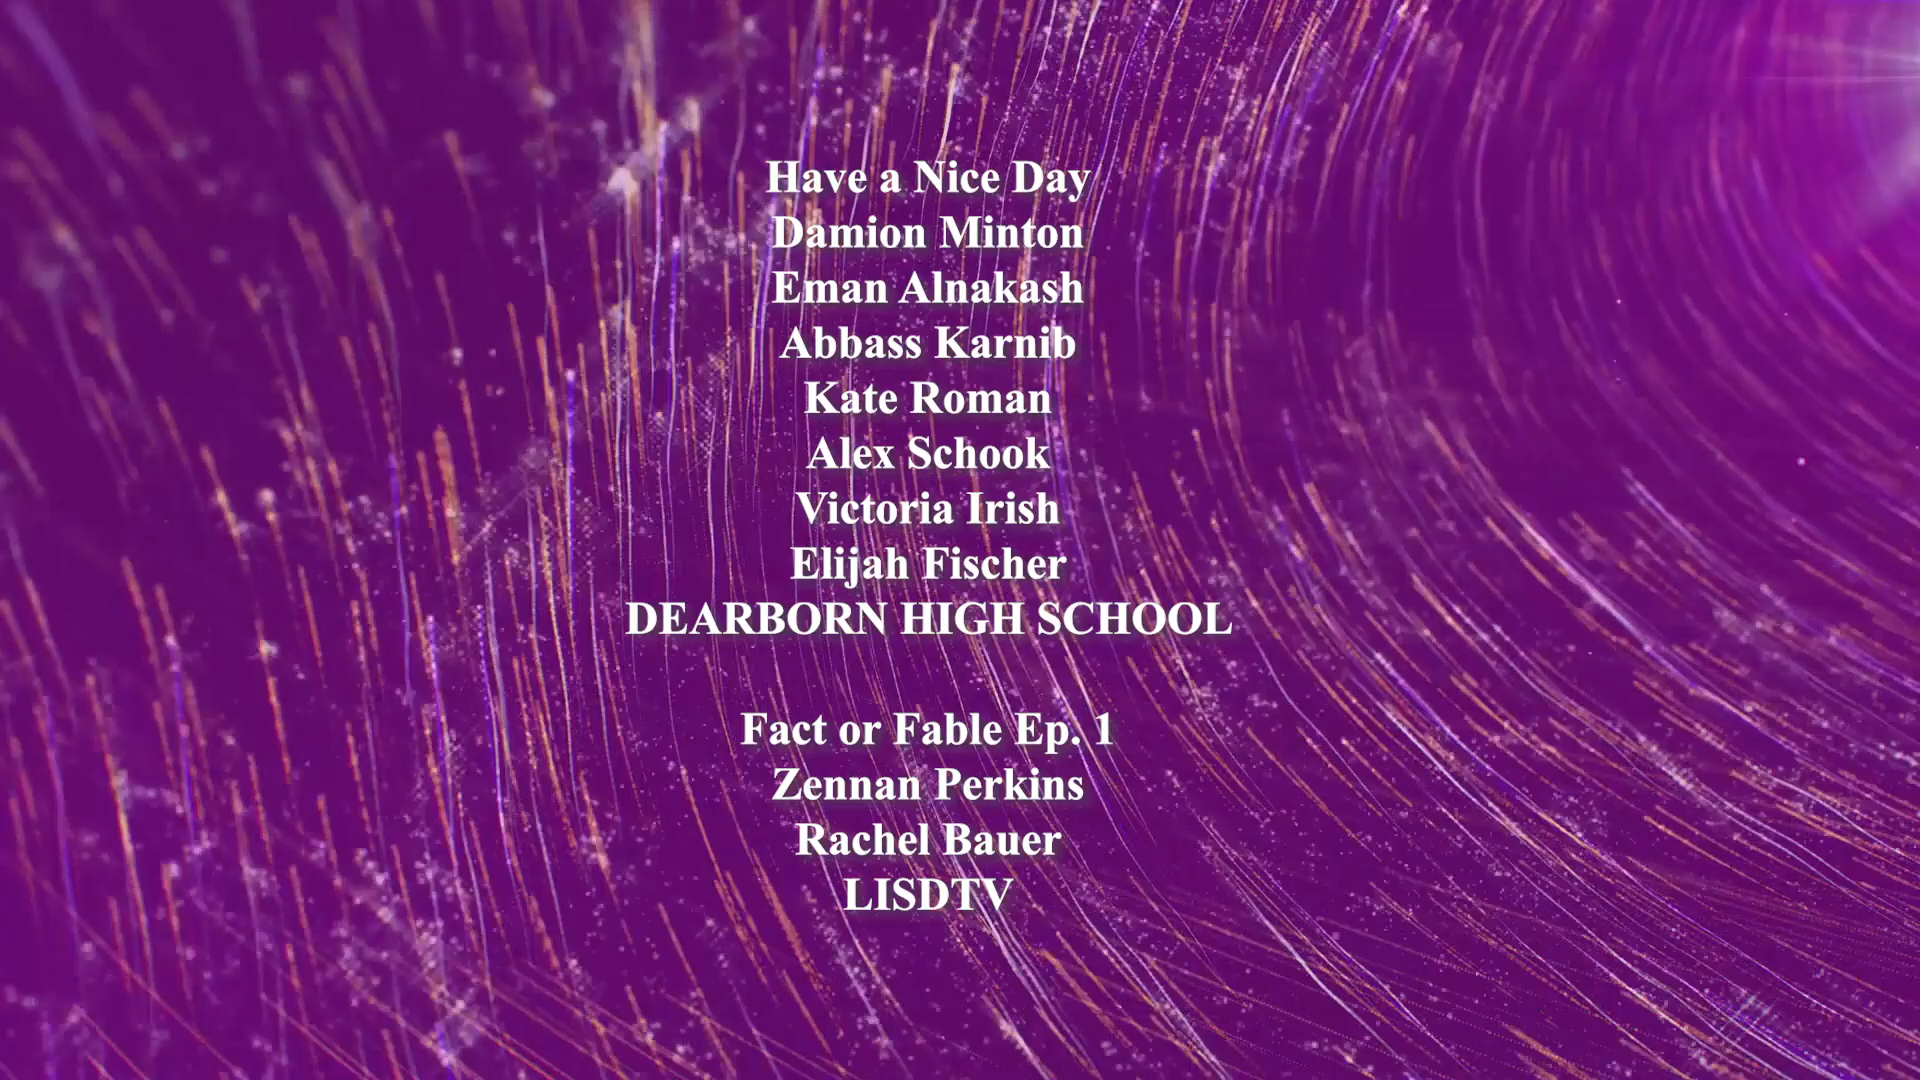 Have a Nice Day
Damion Minton
Eman Alnakash
Abbass Karnib
Kate Roman
Alex Schook
Victoria Irish
Elijah Fischer
DEARBORN HIGH SCHOOL
Fact or Fable Ep. 1
Zennan Perkins
Rachel Bauer
LISDTV